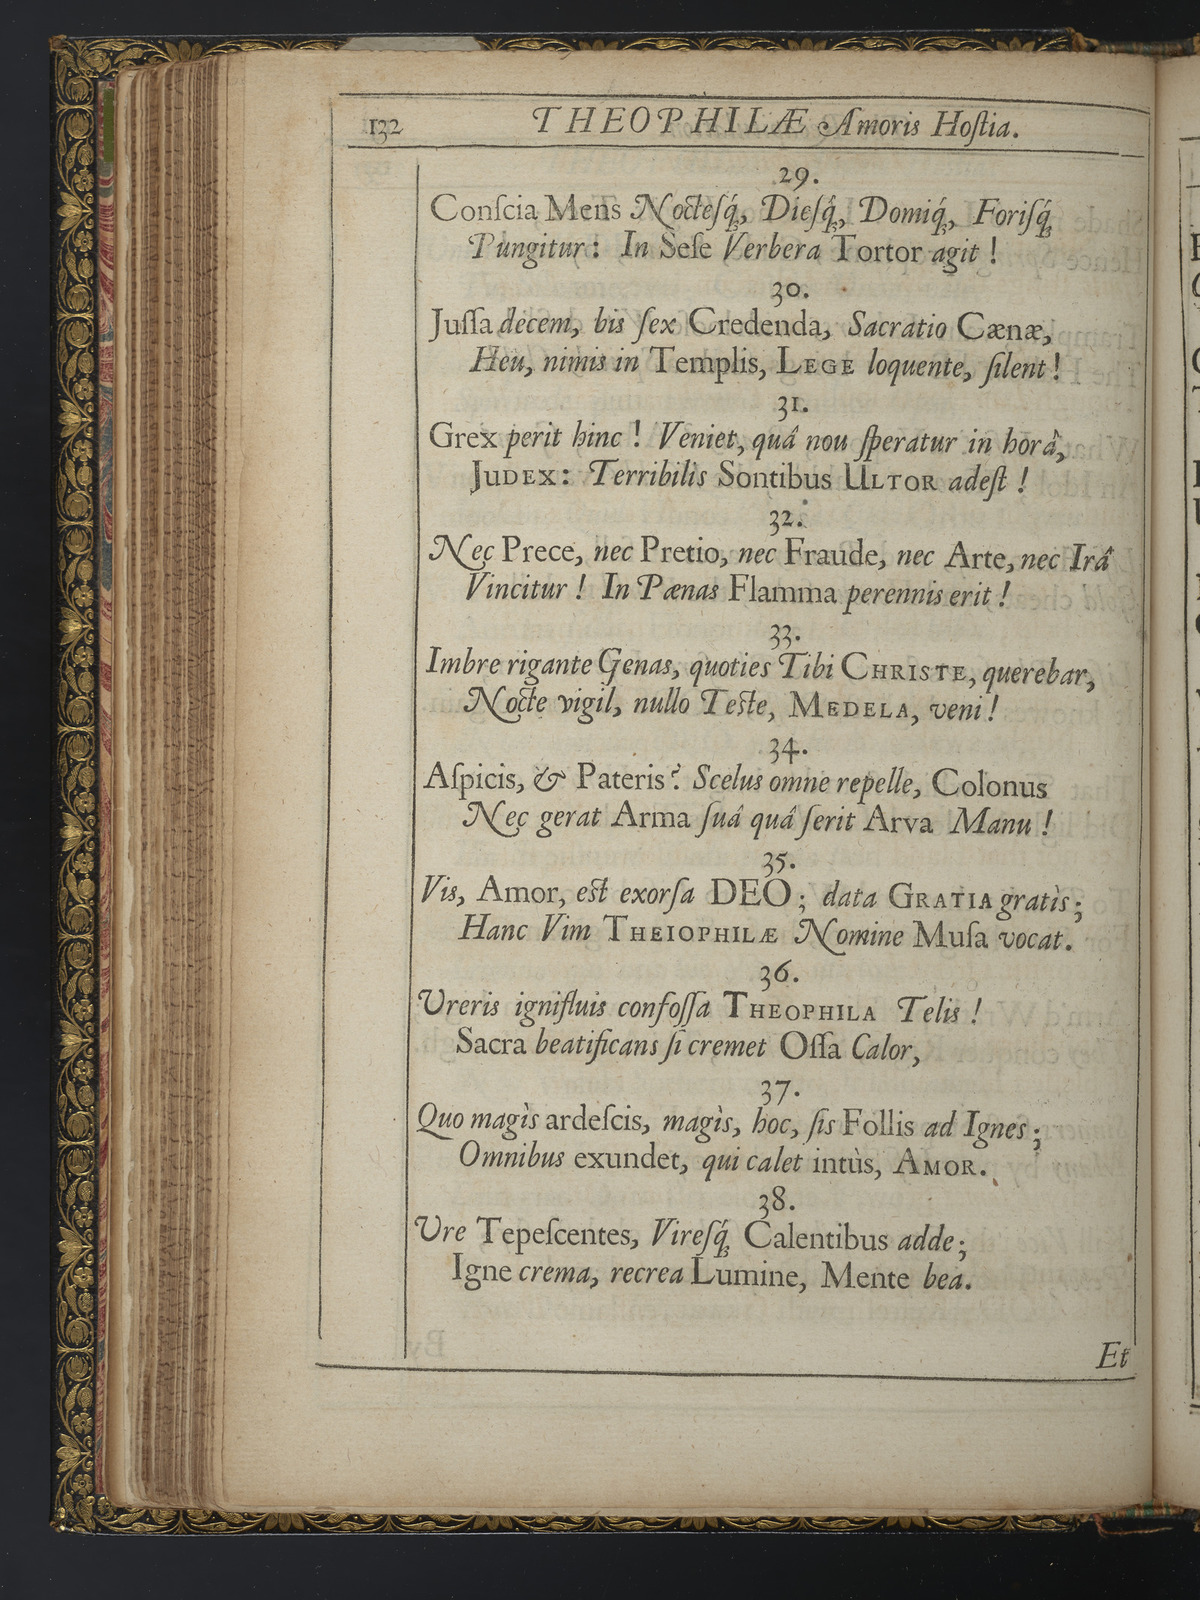 132
THEOPHILÆ Amoris Hoſtia.
29.
Conſcia Mens Nocteſq́, Dieſq́, Domiq́, Foriſq́
Pungitur: In Seſe Verbera Tortor agit!
30.
Juſſa decem, bis ſex Credenda, Sacratio Cænæ,
Heu, nimis in Templis, LEGE loquente, ſilent!
31.
Grex perit hinc! Veniet, quâ nou ſperatur in horâ,
JUDEX: Terribilis Sontibus ULTOR adeſt!
32.
Nec Prece, nec Pretio, nec Fraude, nec Arte, nec Irâ
Vincitur! In Pœnas Flamma perennis erit!
33.
Imbre rigante Genas, quoties Tibi CHRISTE, querebar,
Nocte vigil, nullo Teſte, MEDELA, veni!
34.
Aſpicis, & Pateris? Scelus omne repelle, Colonus
Nec gerat Arma ſuâ quâ ſerit Arva Manu!
35.
Vis, Amor, eſt exorſa DEO; data GRATIA gratìs;
Hanc Vim THEIOPHILÆ Nomine Muſa vocat.
36.
Ureris ignifluis confoſſa THEOPHILA Telis!
Sacra beatificans ſi cremet Oſſa Calor,
37.
Quo magìs ardeſcis, magìs, hoc, ſis Follis ad Ignes;
Omnibus exundet, qui calet intùs, AMOR.
38.
Ure Tepeſcentes, Vireſq́ Calentibus adde;
Igne crema, recrea Lumine, Mente bea.
Et